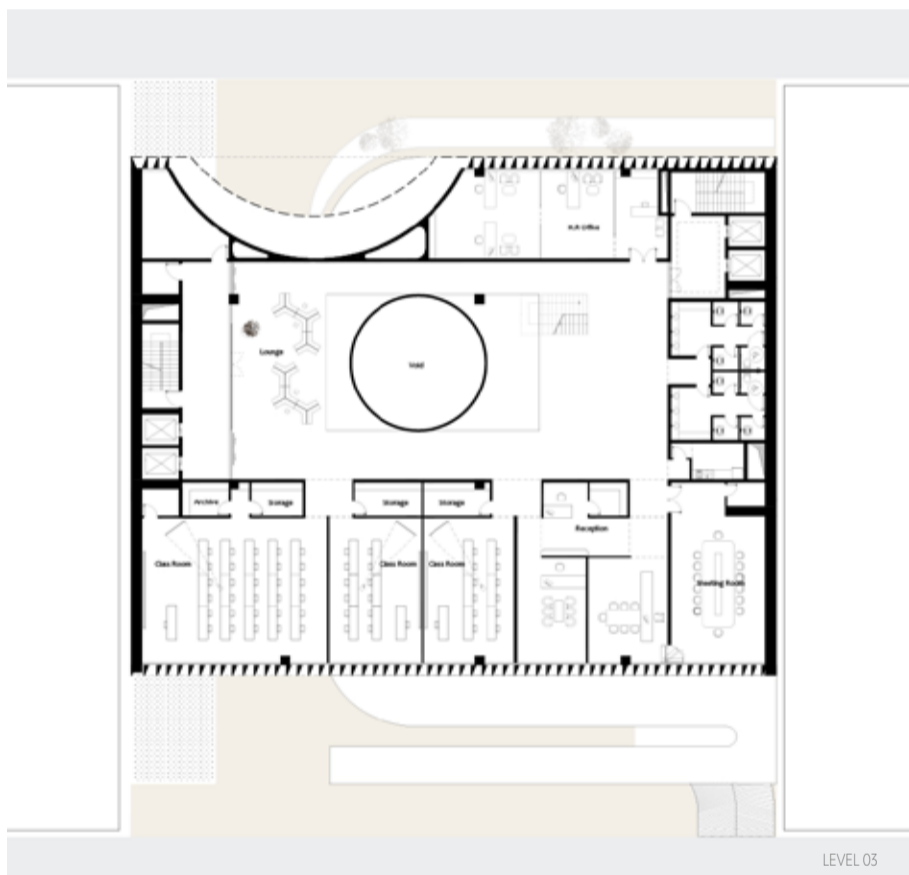 H.R Office
Lounge
Void
Archive
Storage
Storage
Storage
Reception
Class Room
Class Room
Class Room
Meeting Room
LEVEL 03